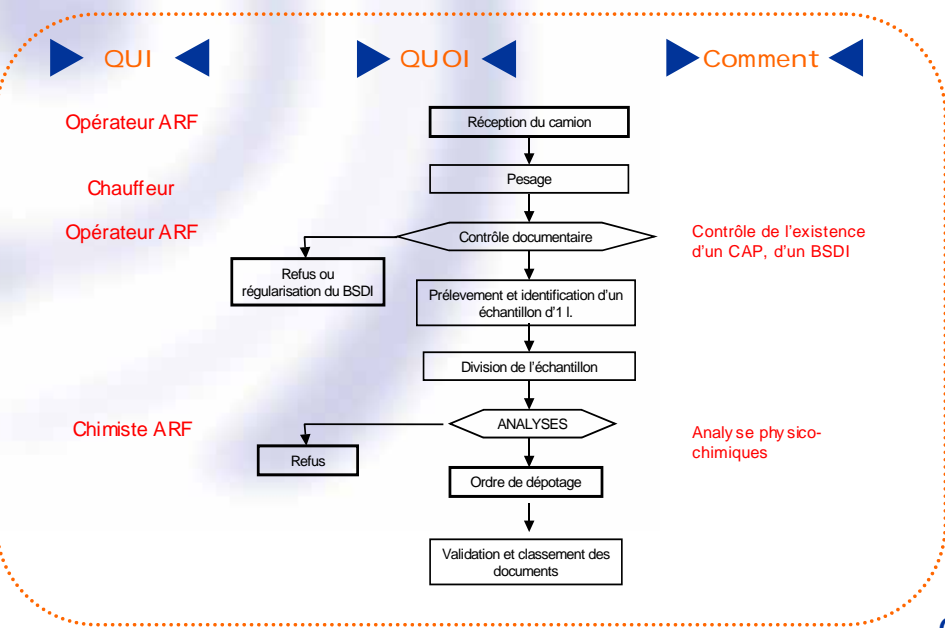 QUI QUOI Comment
Opérateur ARF
Réception du camion
Chauffeur
Pesage
Opérateur ARF
Contrôle documentaire
Contrôle de l'existence
d'un CAP, d'un BSDI
Refus ou
régularisation du BSDI
Prélevement et identification d'un
échantillon d'1 l.
Division de l'échantillon
Chimiste ARF
ANALYSES
Analyse physico-
chimiques
Refus
Ordre de dépotage
Validation et classement des
documents